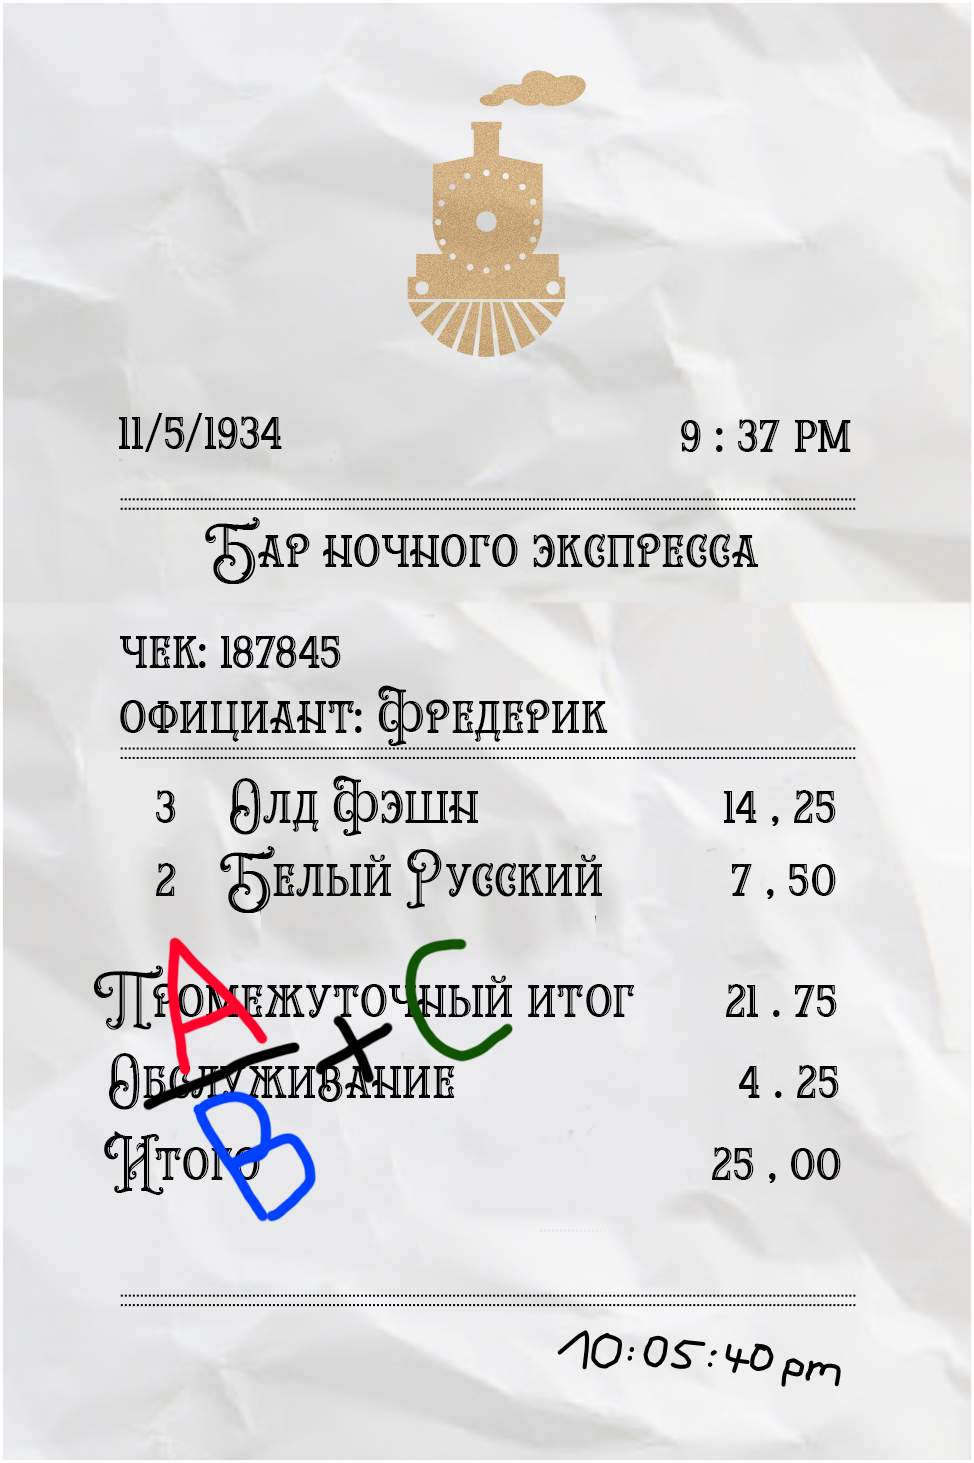 11/5/1934 9 : 37 PM
Бар ночного экспресса
ЧЕК: 187845
ОФИЦИАНТ: Фредерик
3 Олд Фэшн 14 , 25
2 Белый Русский 7 , 50
Промежуточный итог 21 . 75
Обслуживание 4 . 25
Итого 25 , 00
A
+ C
B
10:05:40 pm